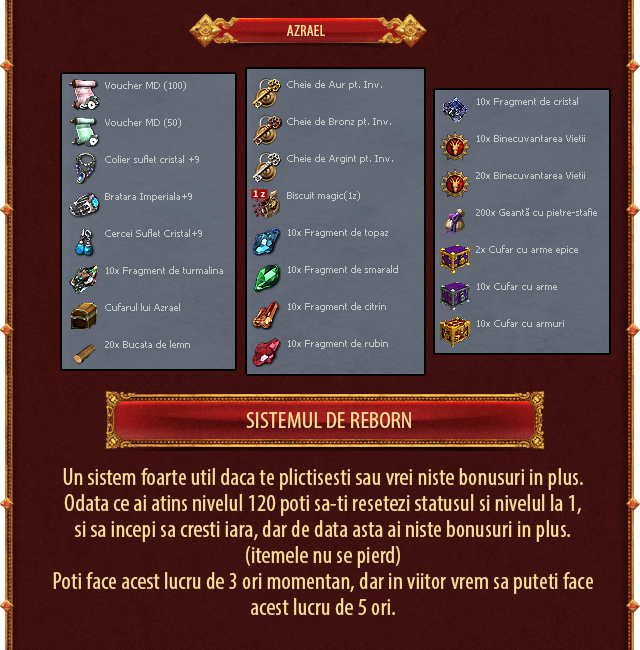 AZRAEL
Voucher MD (100)
Voucher MD (50)
Colier suflet cristal +9
Bratara Imperiala+9
Cercei Suflet Cristal+9
10x Fragment de turmalina
Cufarul lui Azrael
20x Bucata de lemn
Cheie de Aur pt. Inv.
Cheie de Bronz pt. Inv.
Cheie de Argint pt. Inv.
1 z
Biscuit magic(1z)
10x Fragment de topaz
10x Fragment de smarald
10x Fragment de citrin
10x Fragment de rubin
10x Fragment de cristal
10x Binecuvantarea Vietii
20x Binecuvantarea Vietii
200x Geantă cu pietre-stafie
2x Cufar cu arme epice
10x Cufar cu arme
10x Cufar cu armuri
SISTEMUL DE REBORN
Un sistem foarte util daca te plictisesti sau vrei niste bonusuri in plus.
Odata ce ai atins nivelul 120 poti sa-ti resetezi statusul si nivelul la 1,
si sa incepi sa cresti iara, dar de data asta ai niste bonusuri in plus.
(itemele nu se pierd)
Poti face acest lucru de 3 ori momentan, dar in viitor vrem sa puteti face
acest lucru de 5 ori.